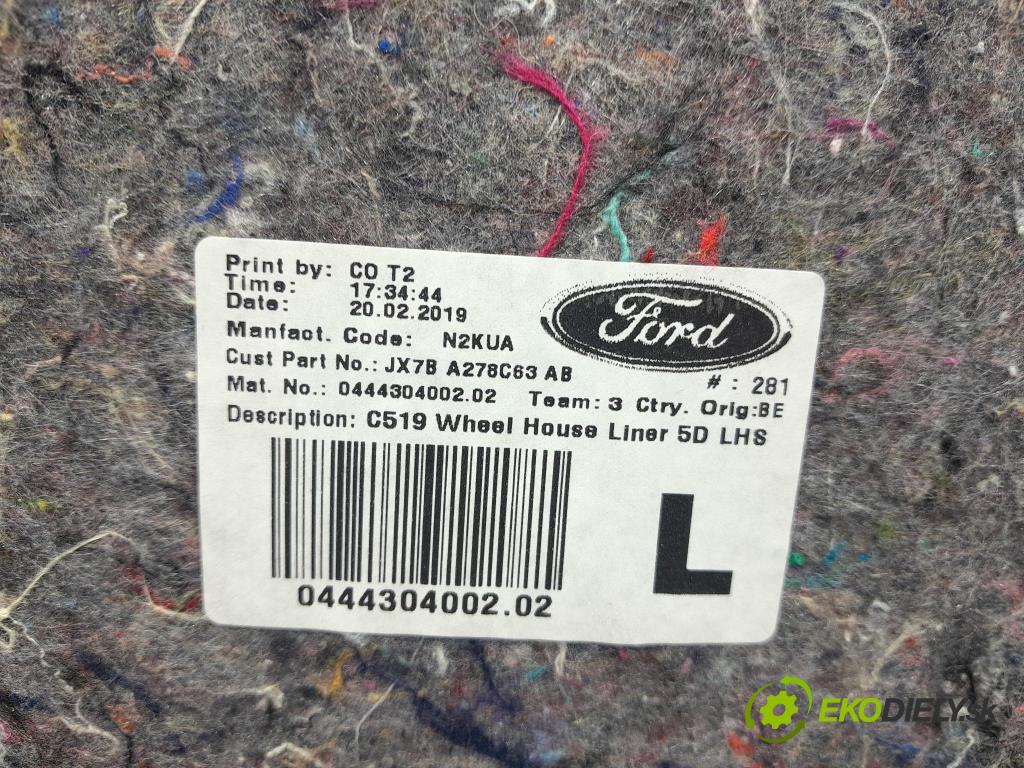 Print by: CO T2
Time: 17:34:44
Date: 20.02.2019
Ford
Manfact. Code: N2KUA
Cust Part No.: JX7B A278C63 AB
# : 281
Mat. No.: 0444304002.02 Team: 3 Ctry. Orig:BE
Description: C519 Wheel House Liner 5D LHS
L
0444304002.02
EKODIELY.sk